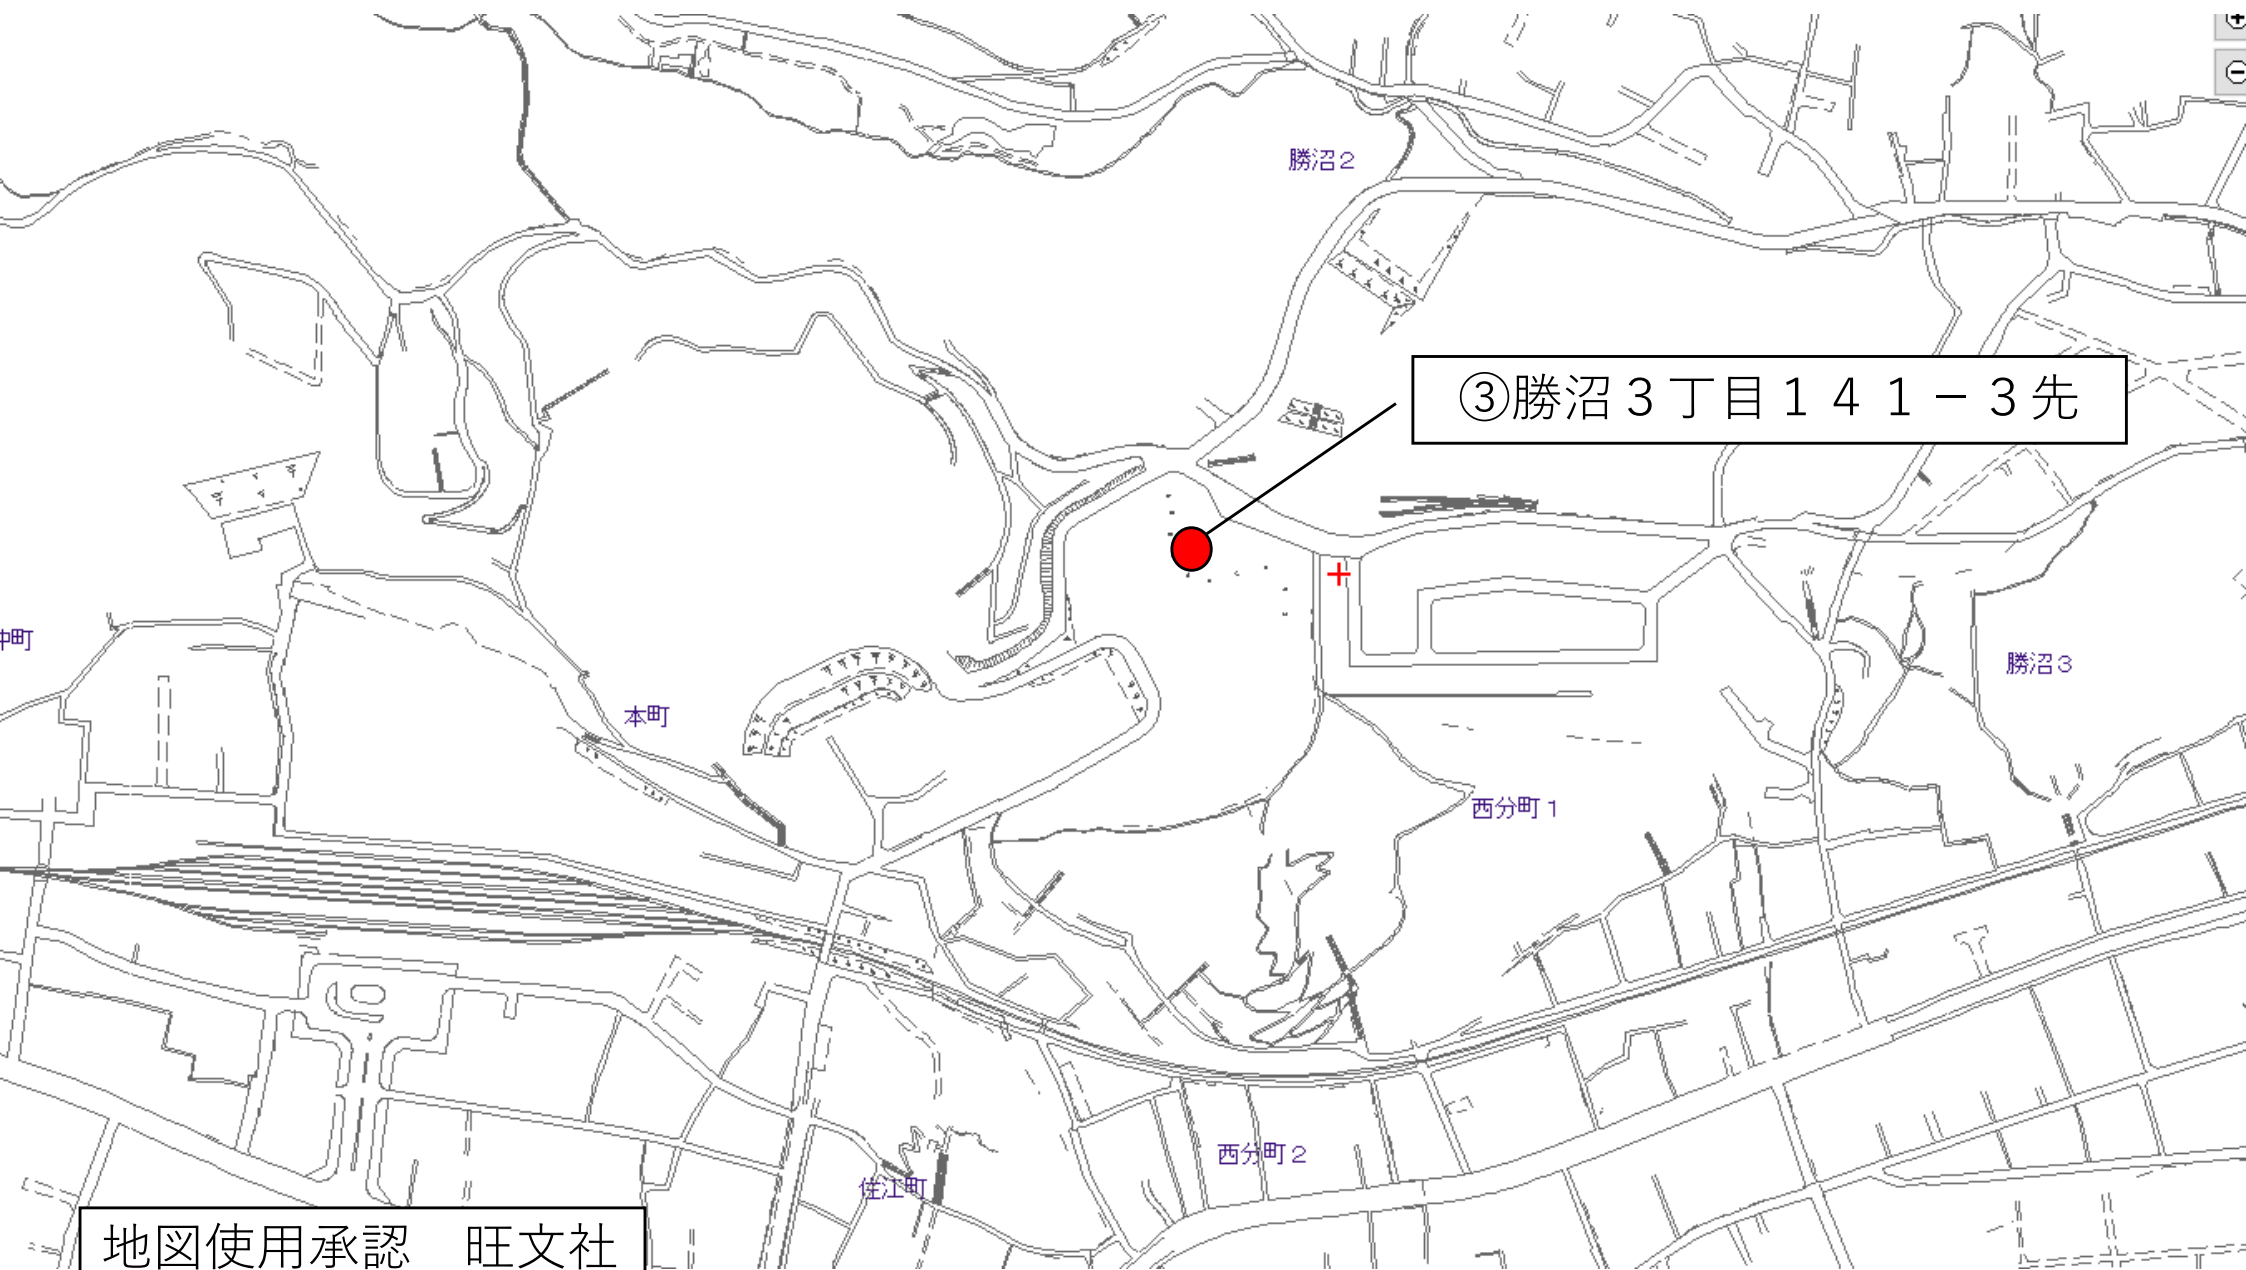 勝沼2
③勝沼3丁目141-3先
仲町
勝沼3
本町
西分町1
西分町2
住江町
地図使用承認 旺文社